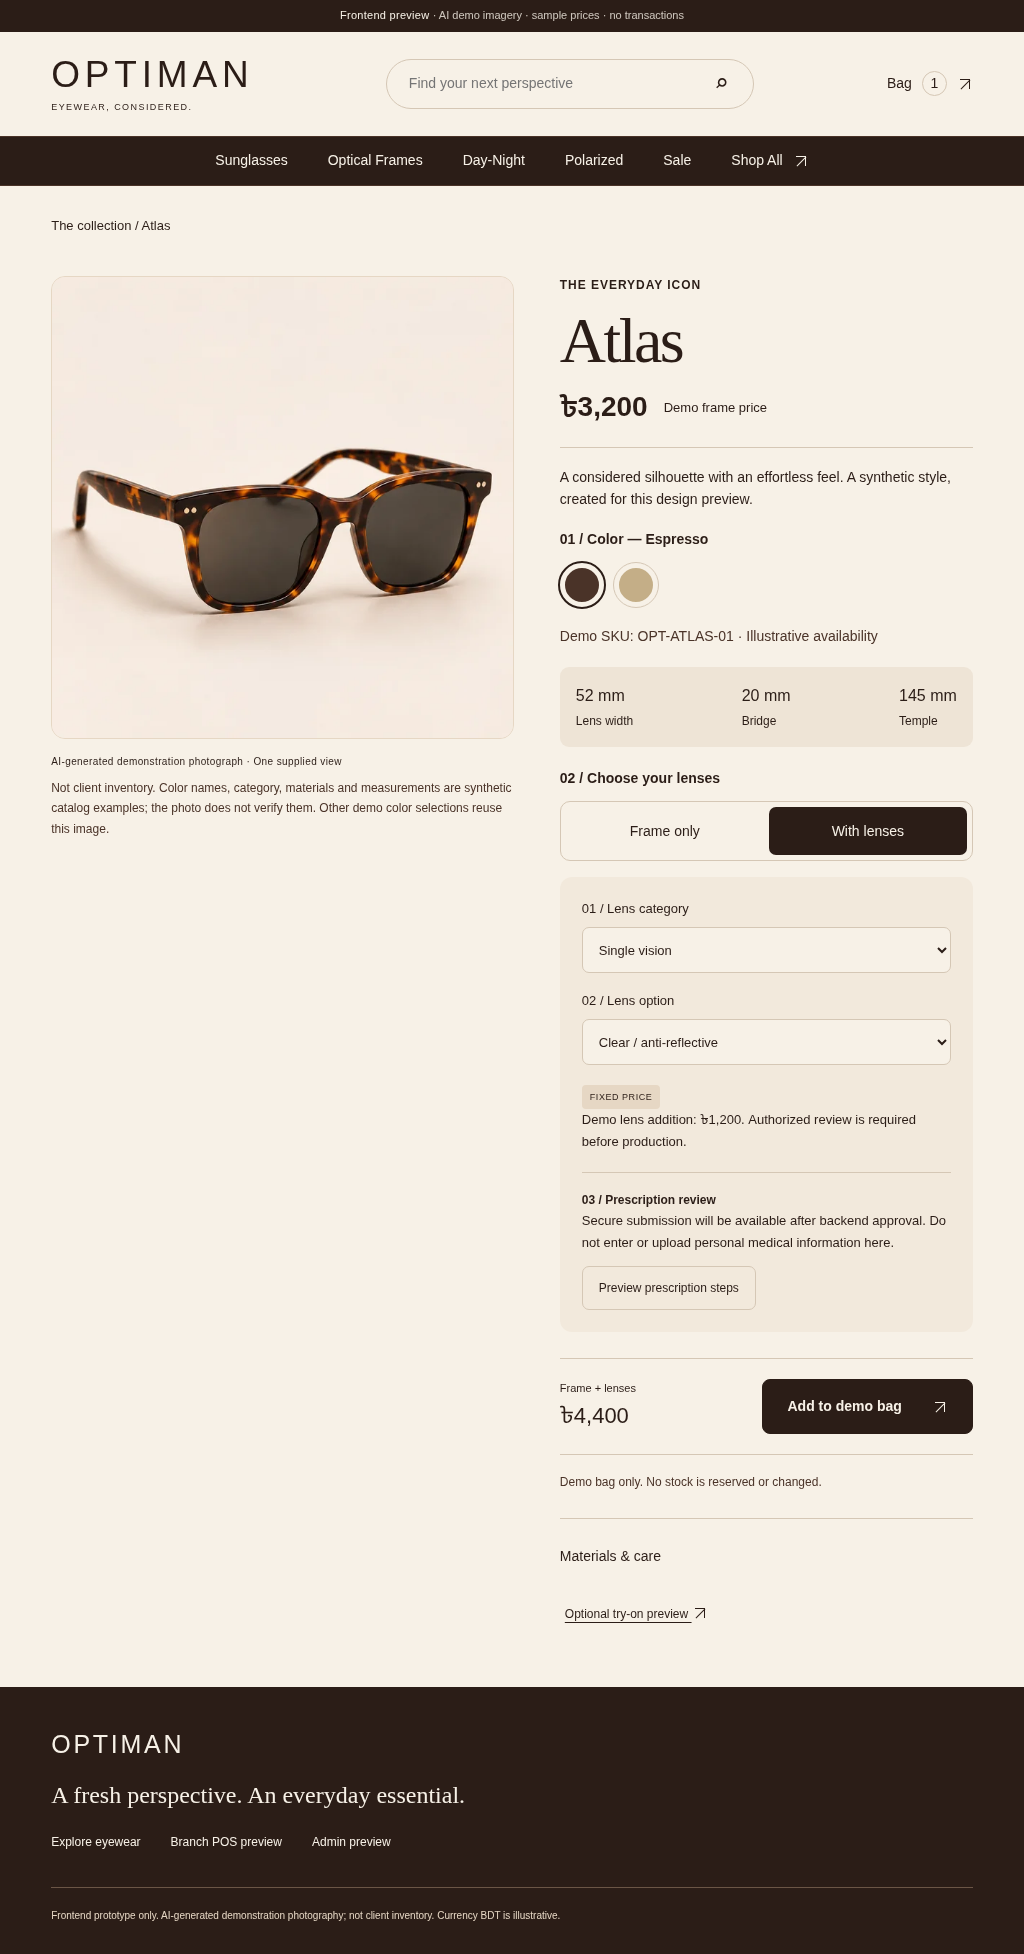 Frontend preview · AI demo imagery · sample prices · no transactions
OPTIMAN
EYEWEAR, CONSIDERED.
Find your next perspective
Bag 1
Sunglasses Optical Frames Day-Night Polarized Sale Shop All
The collection / Atlas
THE EVERYDAY ICON
Atlas
৳3,200 Demo frame price
A considered silhouette with an effortless feel. A synthetic style,
created for this design preview.
01 / Color — Espresso
Demo SKU: OPT-ATLAS-01 · Illustrative availability
52 mm 20 mm 145 mm
Lens width Bridge Temple
AI-generated demonstration photograph · One supplied view
Not client inventory. Color names, category, materials and measurements are synthetic
catalog examples; the photo does not verify them. Other demo color selections reuse
this image.
02 / Choose your lenses
Frame only With lenses
01 / Lens category
Single vision
02 / Lens option
Clear / anti-reflective
FIXED PRICE
Demo lens addition: ৳1,200. Authorized review is required
before production.
03 / Prescription review
Secure submission will be available after backend approval. Do
not enter or upload personal medical information here.
Preview prescription steps
Frame + lenses
৳4,400
Add to demo bag
Demo bag only. No stock is reserved or changed.
Materials & care
Optional try-on preview
OPTIMAN
A fresh perspective. An everyday essential.
Explore eyewear Branch POS preview Admin preview
Frontend prototype only. AI-generated demonstration photography; not client inventory. Currency BDT is illustrative.